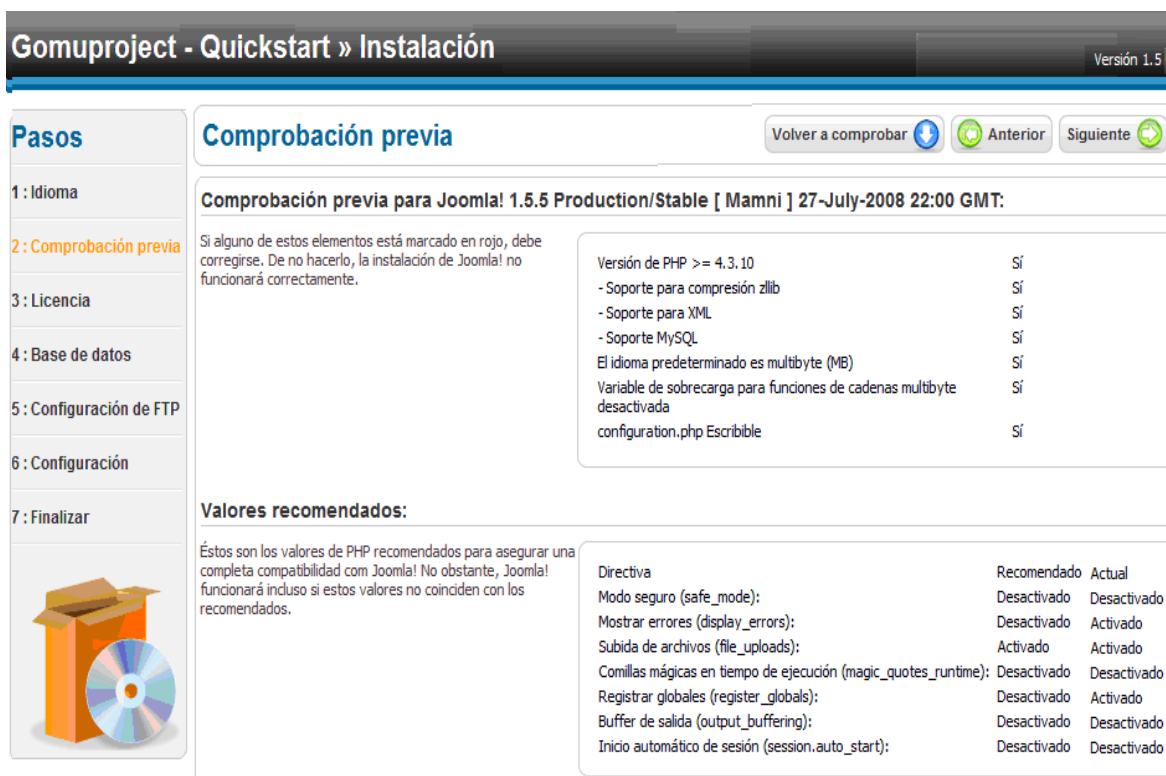 Gomuproject - Quickstart » Instalación
Versión 1.5
Pasos
1 : Idioma
2 : Comprobación previa
3 : Licencia
4 : Base de datos
5 : Configuración de FTP
6 : Configuración
7 : Finalizar
Comprobación previa
Volver a comprobar
Anterior
Siguiente
Comprobación previa para Joomla! 1.5.5 Production/Stable [ Mamni ] 27-July-2008 22:00 GMT:
Si alguno de estos elementos está marcado en rojo, debe
corregirse. De no hacerlo, la instalación de Joomla! no
funcionará correctamente.
Versión de PHP >= 4.3.10 Sí
- Soporte para compresión zllib Sí
- Soporte para XML Sí
- Soporte MySQL Sí
El idioma predeterminado es multibyte (MB) Sí
Variable de sobrecarga para funciones de cadenas multibyte Sí
desactivada
configuration.php Escribible Sí
Valores recomendados:
Éstos son los valores de PHP recomendados para asegurar una
completa compatibilidad com Joomla! No obstante, Joomla!
funcionará incluso si estos valores no coinciden con los
recomendados.
Directiva Recomendado Actual
Modo seguro (safe_mode): Desactivado Desactivado
Mostrar errores (display_errors): Desactivado Activado
Subida de archivos (file_uploads): Activado Activado
Comillas mágicas en tiempo de ejecución (magic_quotes_runtime): Desactivado Desactivado
Registrar globales (register_globals): Desactivado Activado
Buffer de salida (output_buffering): Desactivado Desactivado
Inicio automático de sesión (session.auto_start): Desactivado Desactivado